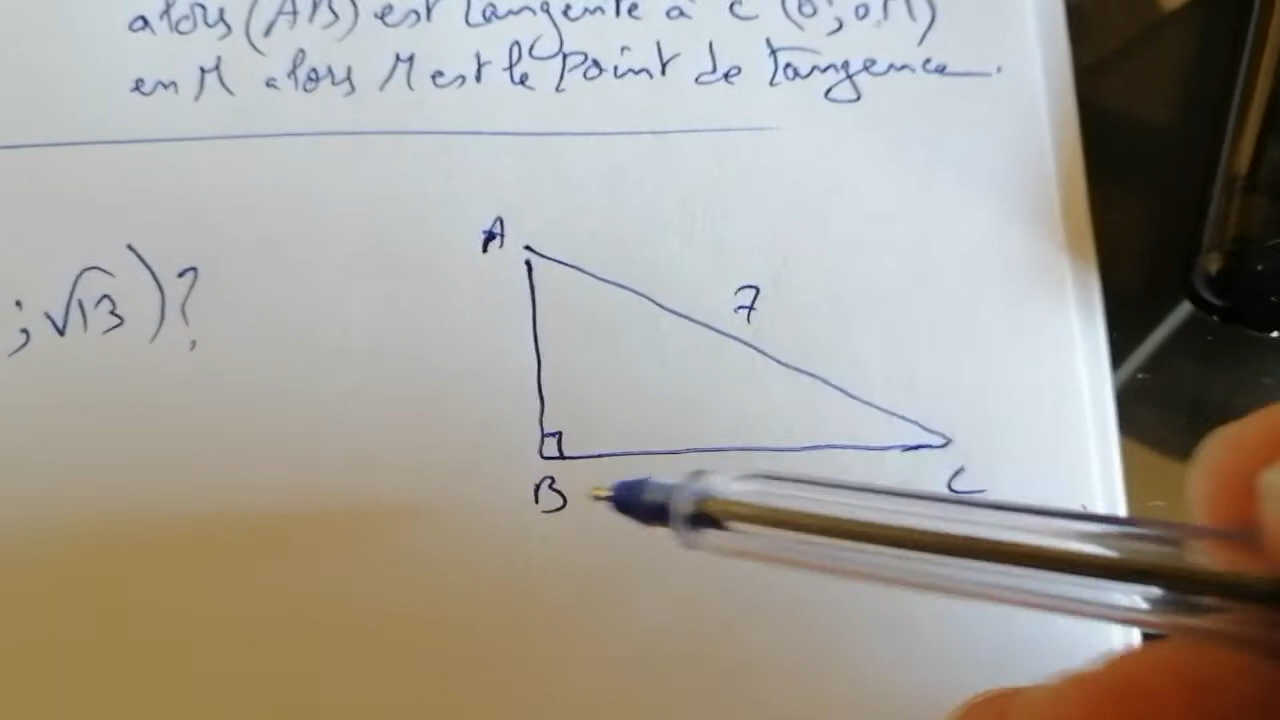 alors (AB) est tangente à C (O; OM)
en M alors M est le point de tangence.
A
7
; √13 ) ?
B
C